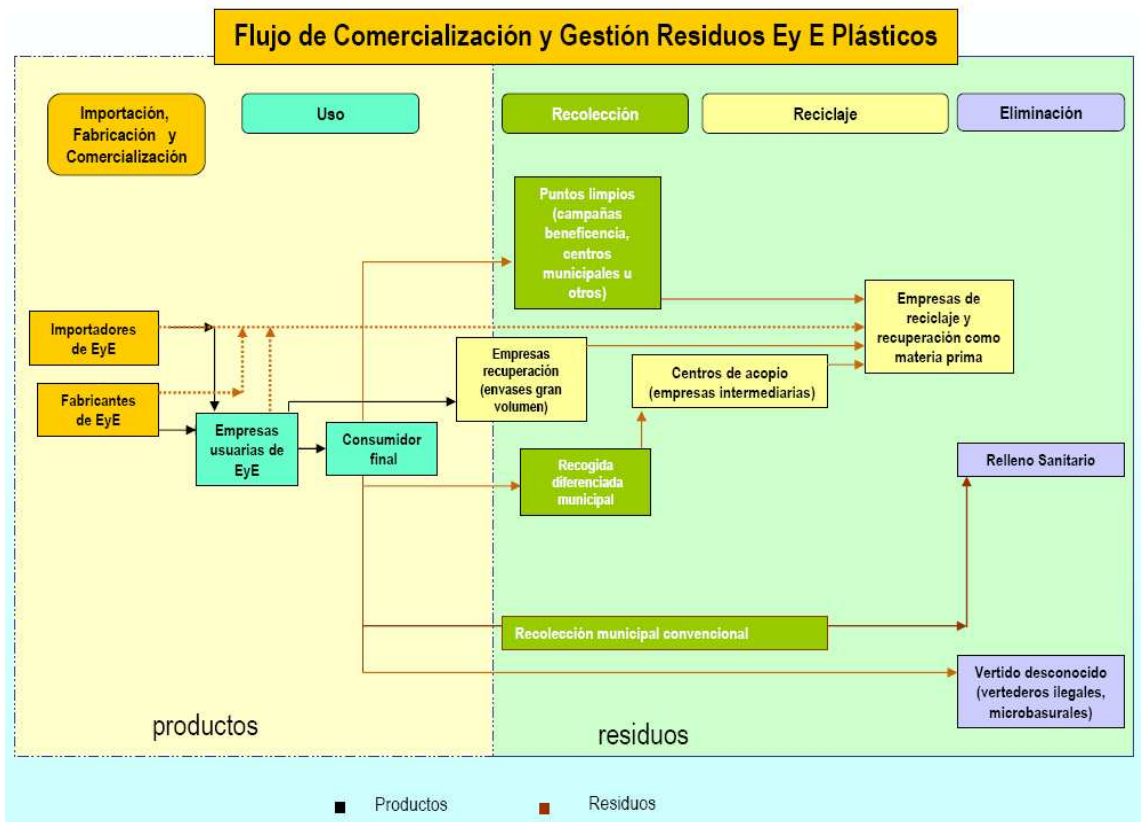 Flujo de Comercialización y Gestión Residuos Ey E Plásticos
Importación,
Fabricación y
Comercialización
Uso
Recolección
Reciclaje
Eliminación
Puntos limpios
(campañas
beneficencia,
centros
municipales u
otros)
Importadores
de EyE
Empresas de
reciclaje y
recuperación como
materia prima
Empresas
recuperación
(envases gran
volumen)
Centros de acopio
(empresas intermediarias)
Fabricantes
de EyE
Empresas
usuarias de
EyE
Consumidor
final
Recogida
diferenciada
municipal
Relleno Sanitario
Recolección municipal convencional
Vertido desconocido
(vertederos ilegales,
microbasurales)
productos
residuos
Productos
Residuos